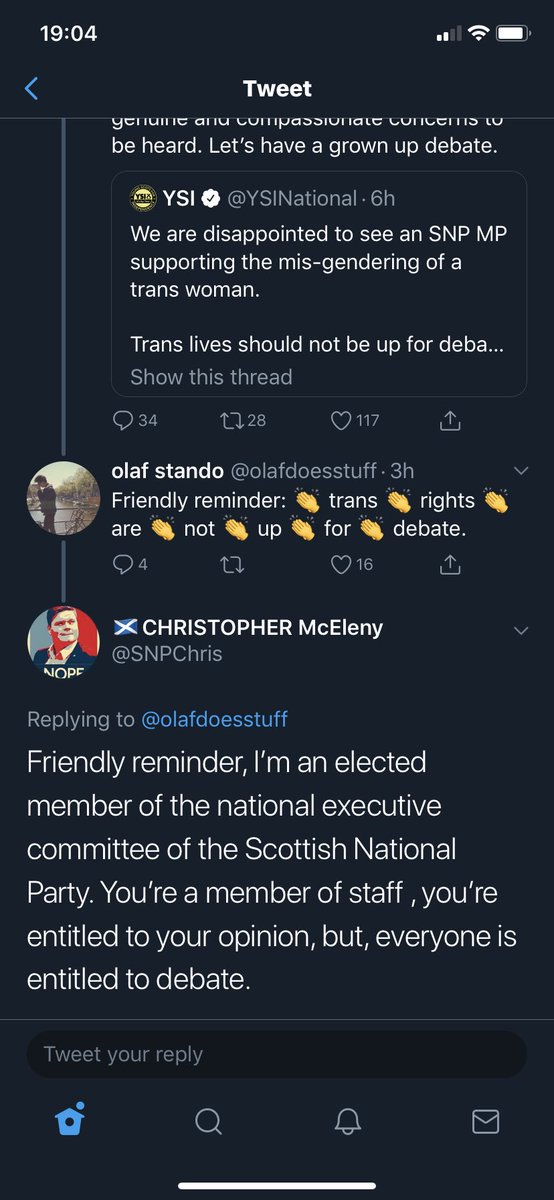 19:04
Tweet
genuine and compassionate concerns to
be heard. Let’s have a grown up debate.
YSI @YSINational · 6h
We are disappointed to see an SNP MP
supporting the mis-gendering of a
trans woman.
Trans lives should not be up for deba...
Show this thread
34 28 117
olaf stando @olafdoesstuff · 3h
Friendly reminder: 👏 trans 👏 rights 👏
are 👏 not 👏 up 👏 for 👏 debate.
4 16
🏴󠁧󠁢󠁳󠁣󠁴󠁿 CHRISTOPHER McEleny
@SNPChris
NOPE
Replying to @olafdoesstuff
Friendly reminder, I’m an elected
member of the national executive
committee of the Scottish National
Party. You’re a member of staff , you’re
entitled to your opinion, but, everyone is
entitled to debate.
Tweet your reply